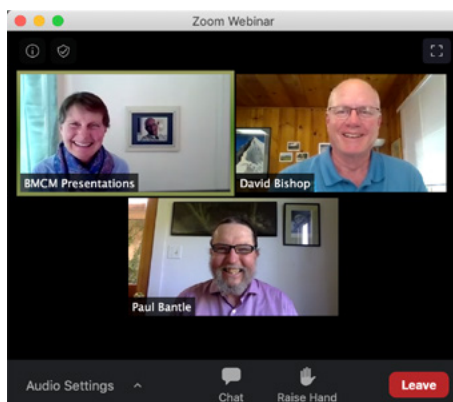 Zoom Webinar
BMCM Presentations
David Bishop
Paul Bantle
Audio Settings
Chat
Raise Hand
Leave